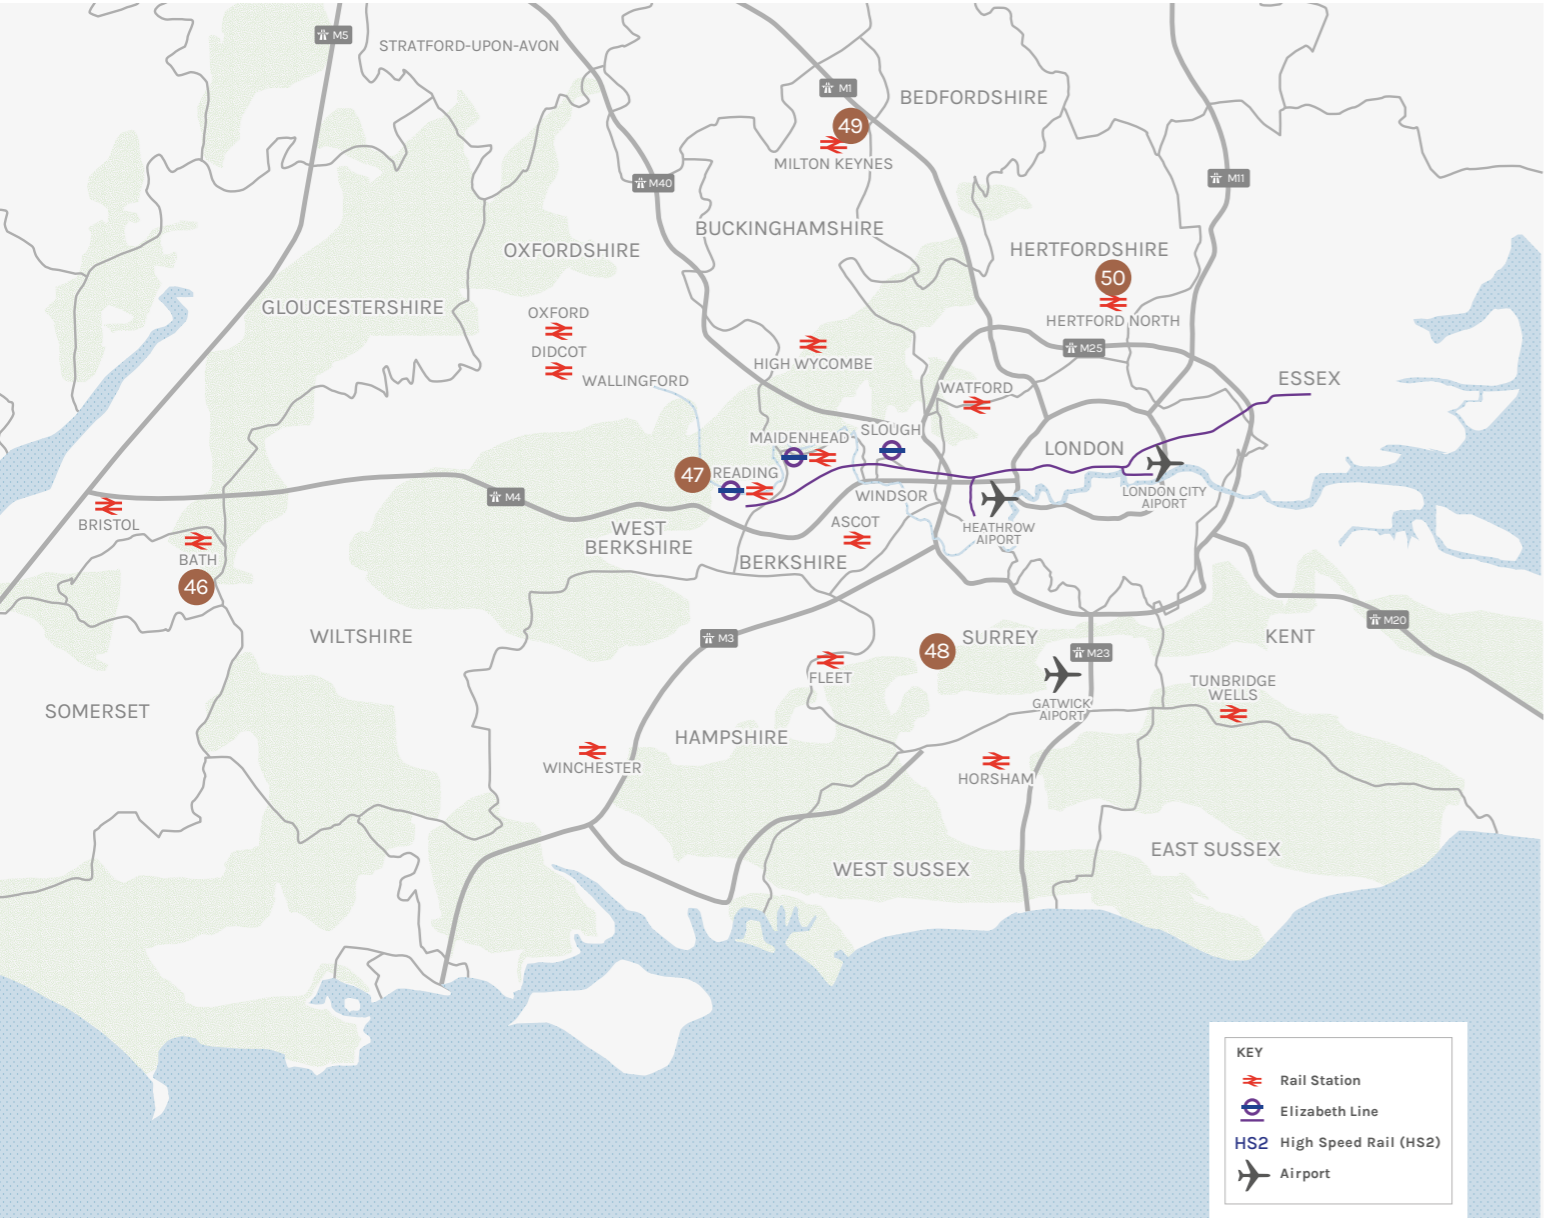 M5
STRATFORD-UPON-AVON
M1
BEDFORDSHIRE
49
MILTON KEYNES
M40
M11
BUCKINGHAMSHIRE
OXFORDSHIRE
HERTFORDSHIRE
50
GLOUCESTERSHIRE
OXFORD
HERTFORD NORTH
DIDCOT
M25
HIGH WYCOMBE
WALLINGFORD
WATFORD
ESSEX
MAIDENHEAD
SLOUGH
LONDON
47
READING
M4
WINDSOR
LONDON CITY
AIPORT
BRISTOL
WEST
BERKSHIRE
ASCOT
HEATHROW
AIPORT
BATH
BERKSHIRE
46
WILTSHIRE
M3
48
SURREY
M23
KENT
M20
FLEET
TUNBRIDGE
WELLS
SOMERSET
GATWICK
AIPORT
HAMPSHIRE
WINCHESTER
HORSHAM
WEST SUSSEX
EAST SUSSEX
KEY
Rail Station
Elizabeth Line
HS2 High Speed Rail (HS2)
Airport